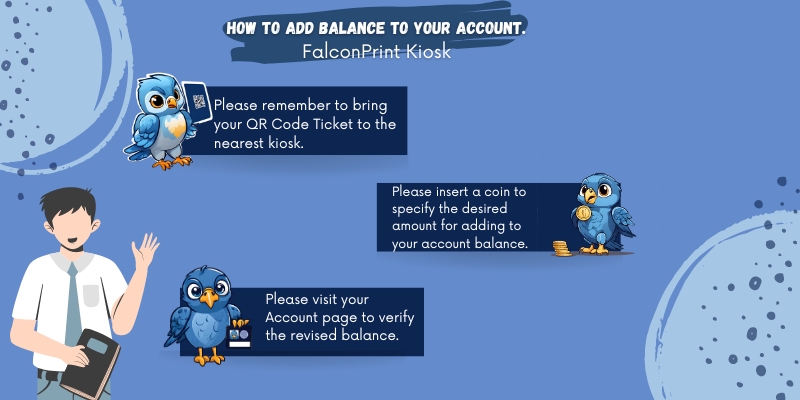 HOW TO ADD BALANCE TO YOUR ACCOUNT.
FalconPrint Kiosk
Please remember to bring
your QR Code Ticket to the
nearest kiosk.
Please insert a coin to
specify the desired
amount for adding to
your account balance.
Please visit your
Account page to verify
the revised balance.